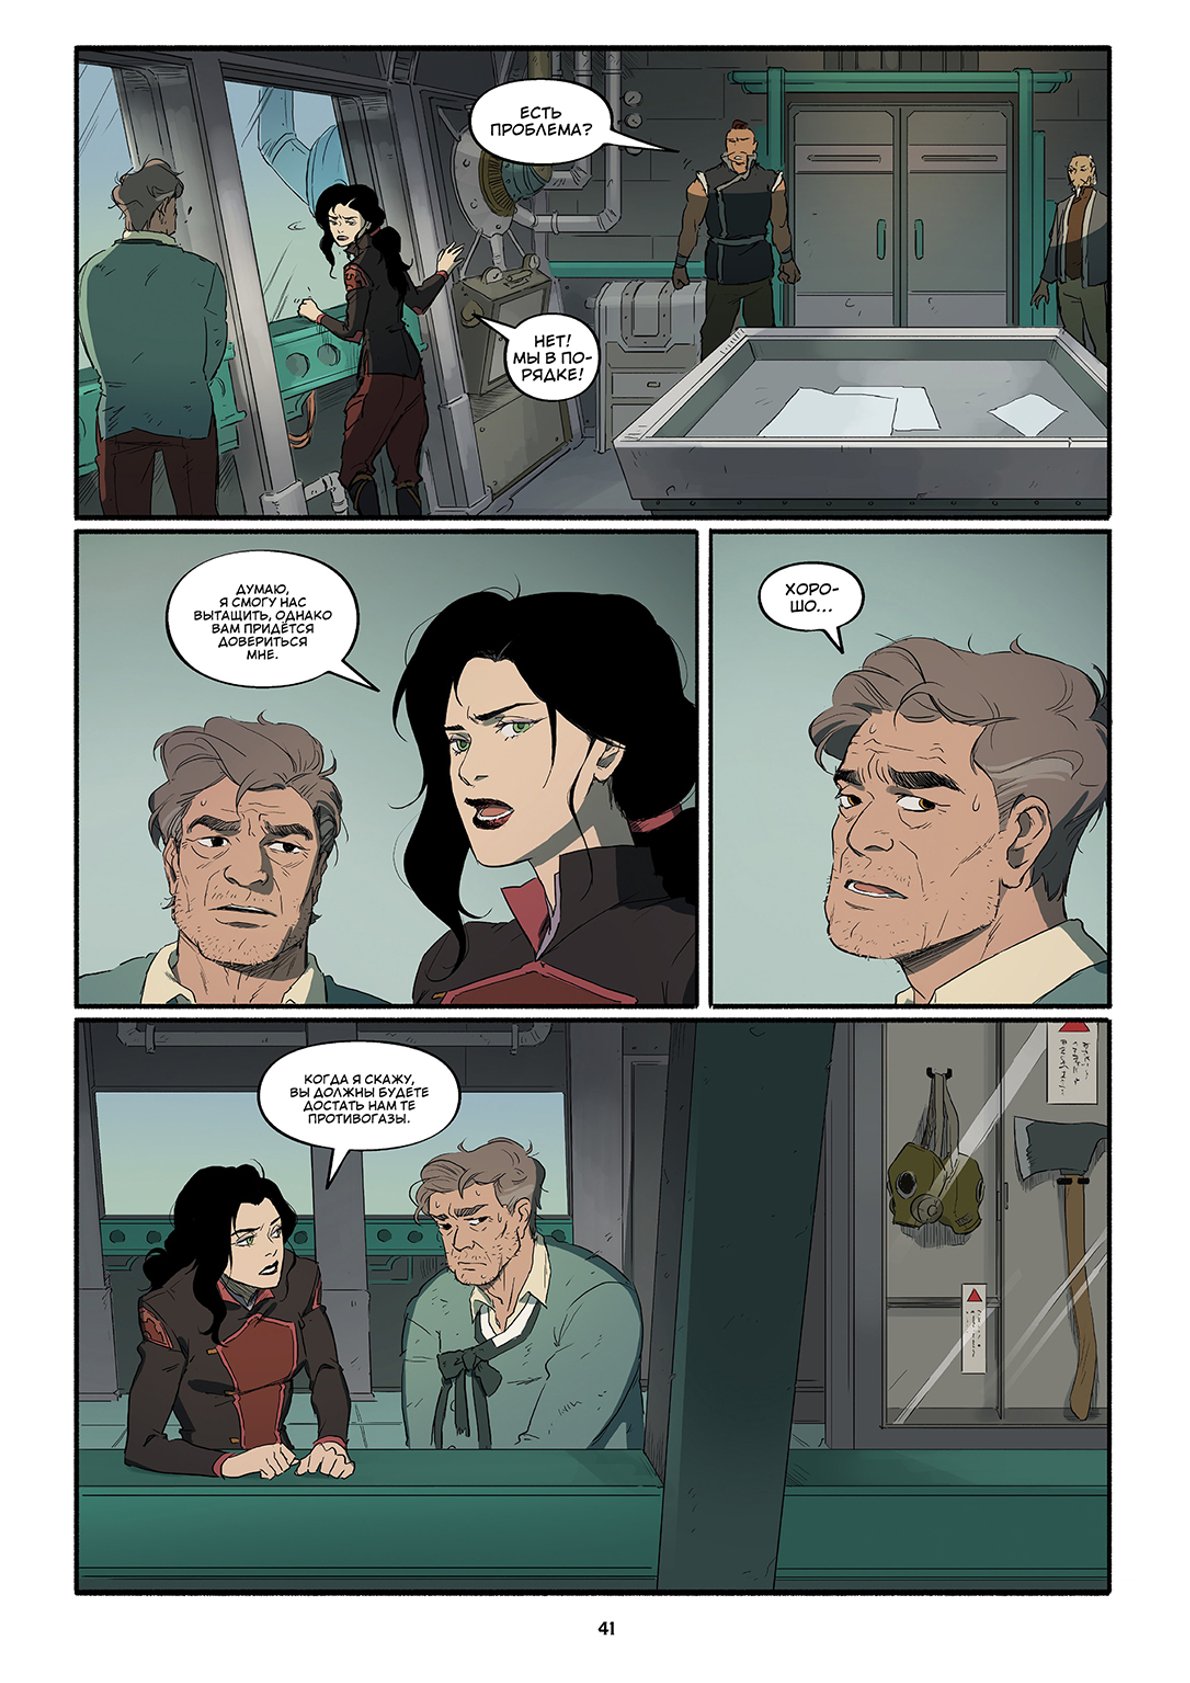 ЕСТЬ
ПРОБЛЕМА?
НЕТ!
МЫ В ПО-
РЯДКЕ!
ДУМАЮ,
Я СМОГУ НАС
ВЫТАЩИТЬ, ОДНАКО
ВАМ ПРИДЁТСЯ
ДОВЕРИТЬСЯ
МНЕ.
ХОРО-
ШО...
КОГДА Я СКАЖУ,
ВЫ ДОЛЖНЫ БУДЕТЕ
ДОСТАТЬ НАМ ТЕ
ПРОТИВОГАЗЫ.
41